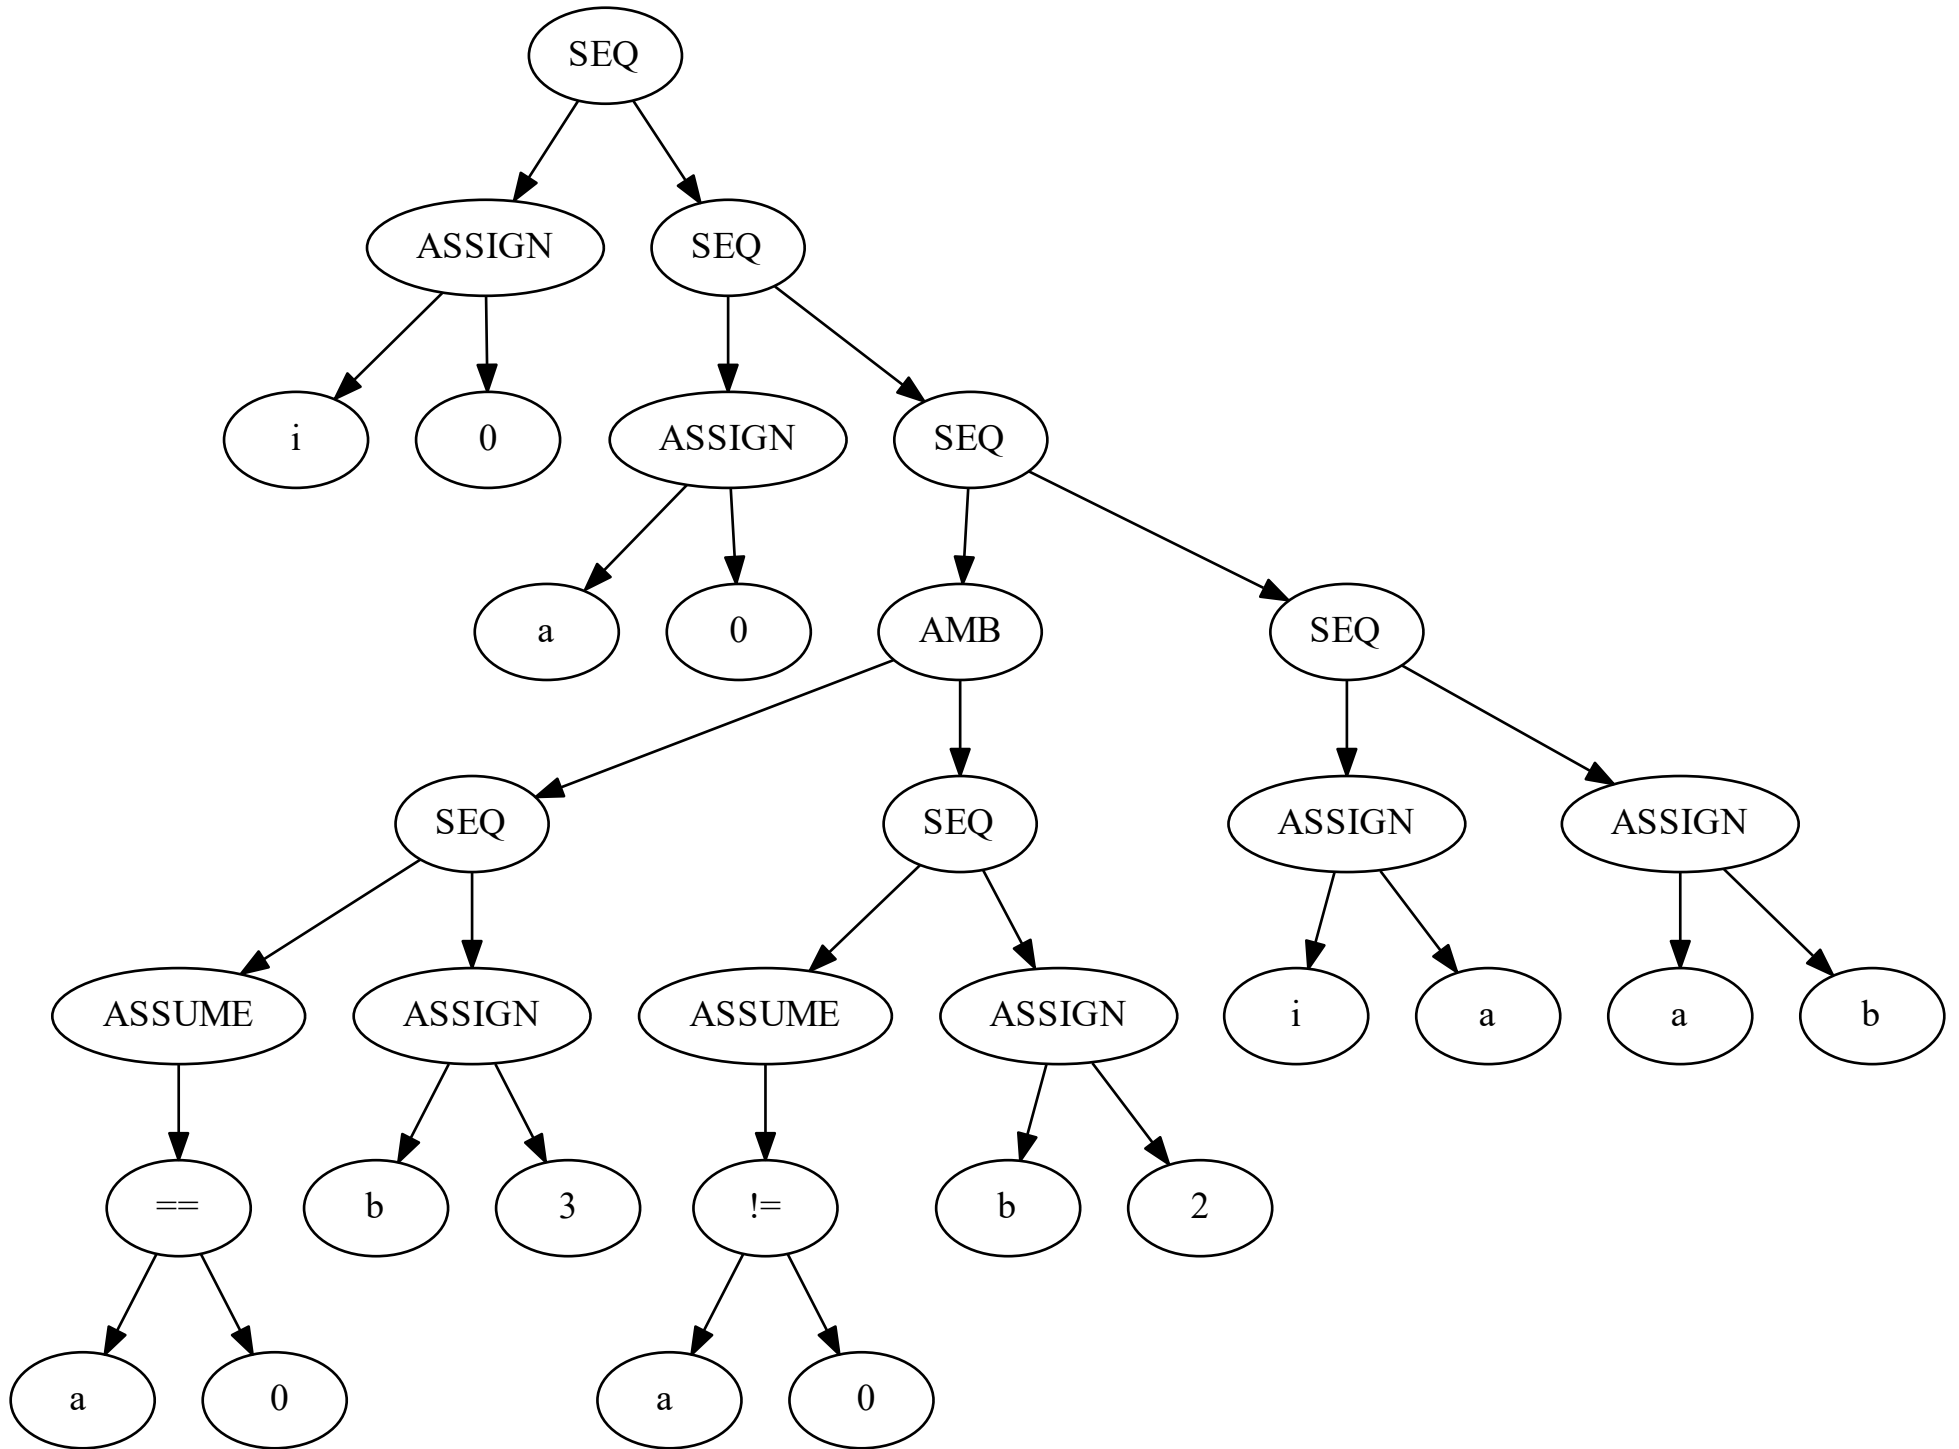 SEQ
ASSIGN SEQ
i 0 ASSIGN SEQ
a 0 AMB SEQ
SEQ SEQ ASSIGN ASSIGN
ASSUME ASSIGN ASSUME ASSIGN i a a b
== b 3 != b 2
a 0 a 0